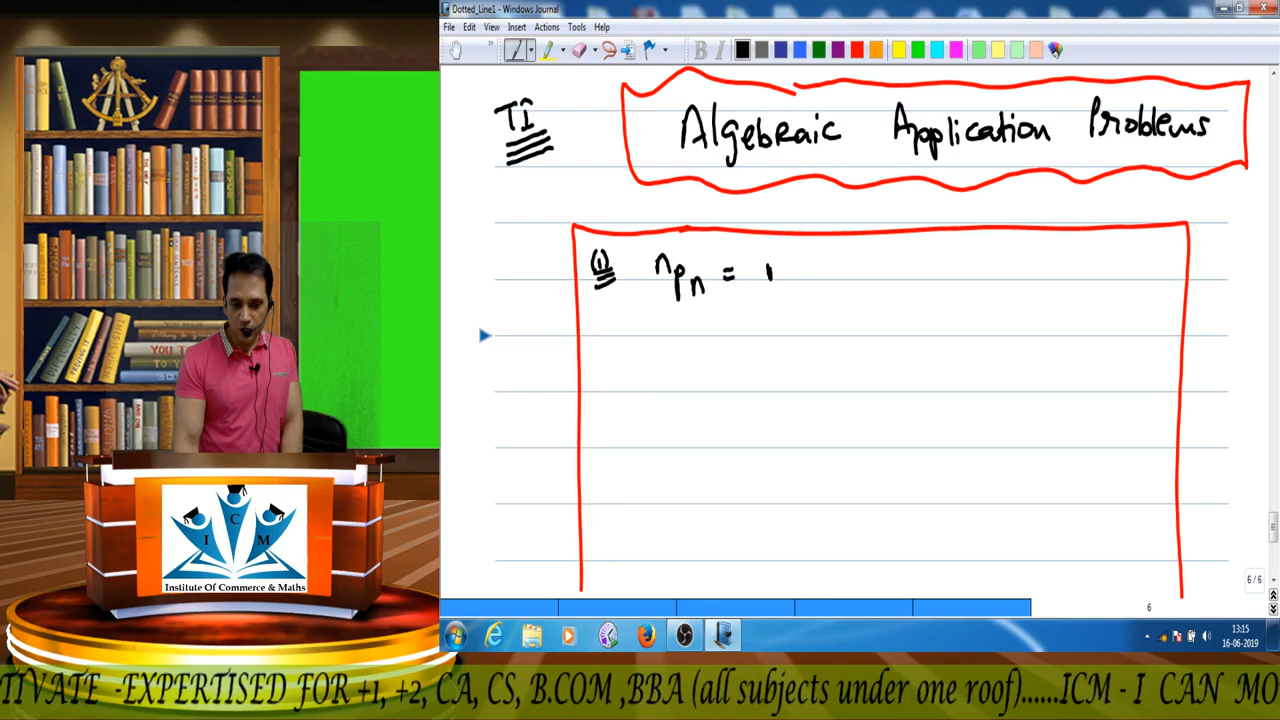 Dotted_Line1 - Windows Journal
File Edit View Insert Actions Tools Help
TI
Algebraic Application Problems
(1) nPn =
I C M
Institute Of Commerce & Maths
6/6
6
13:15
16-06-2019
TIVATE -EXPERTISED FOR +1, +2, CA, CS, B.COM ,BBA (all subjects under one roof)......ICM - I CAN MO